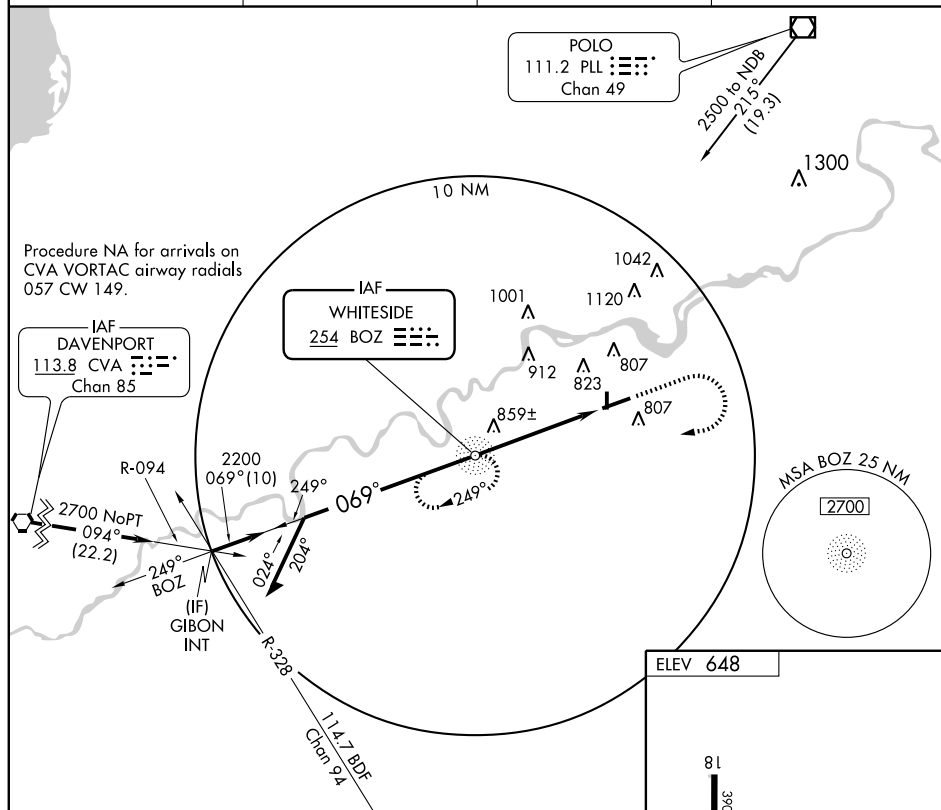 POLO
111.2 PLL
Chan 49
2500 to NDB
215°
(19.3)
1300
10 NM
Procedure NA for arrivals on
CVA VORTAC airway radials
057 CW 149.
IAF
WHITESIDE
254 BOZ
1042
1120
1001
912
823
807
807
859±
IAF
DAVENPORT
113.8 CVA
Chan 85
R-094
2200
069° (10)
249°
069°
249°
2700 NoPT
094°
(22.2)
249°
BOZ
024°
204°
(IF)
GIBON
INT
R-328
114.7 BDF
Chan 94
MSA BOZ 25 NM
2700
ELEV 648
18